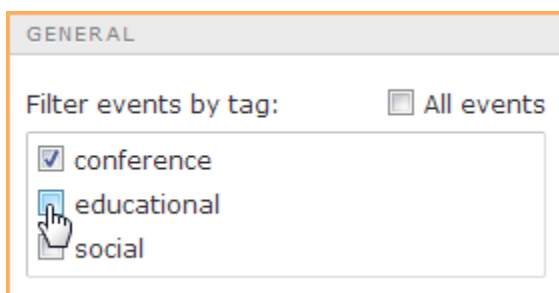 GENERAL
Filter events by tag: All events
conference
educational
social